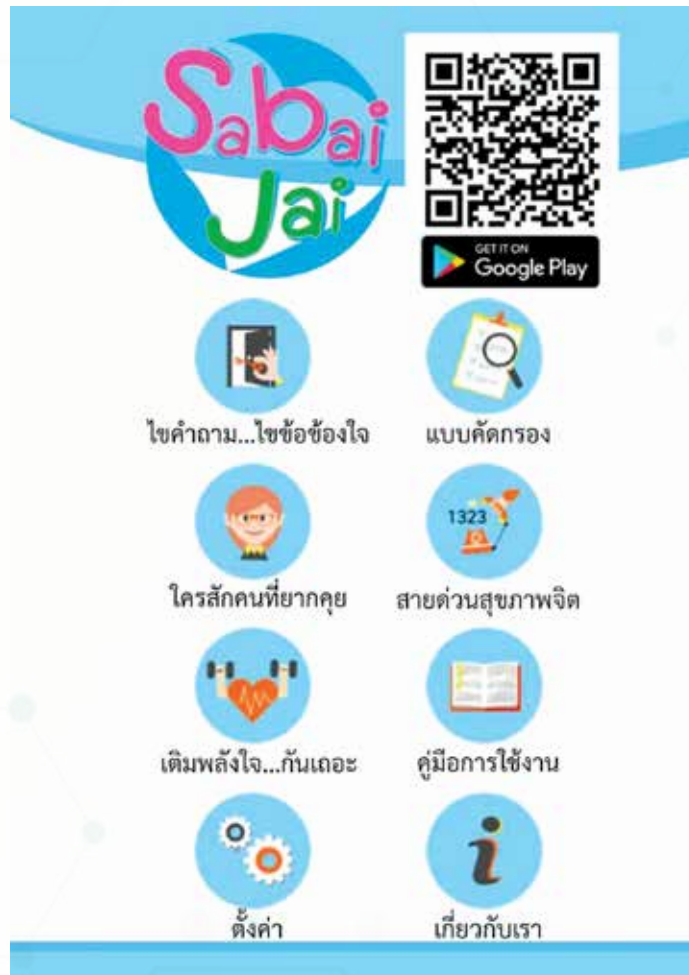 Sabai
Jai
GET IT ON
Google Play
ไขคำถาม...ไขข้อข้องใจ
แบบคัดกรอง
ใครสักคนที่ยากคุย
1323
สายด่วนสุขภาพจิต
เติมพลังใจ...กันเถอะ
คู่มือการใช้งาน
ตั้งค่า
เกี่ยวกับเรา